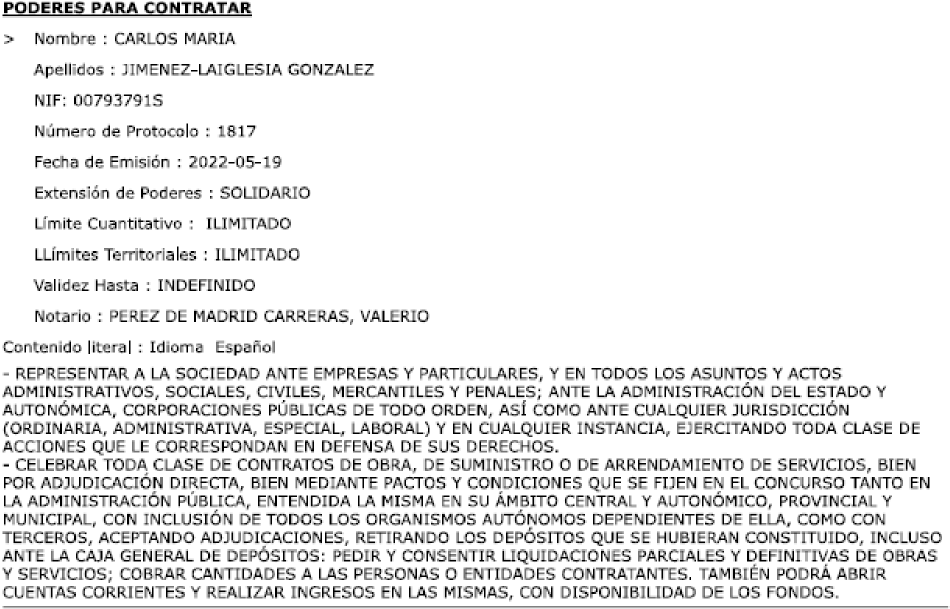 PODERES PARA CONTRATAR
> Nombre : CARLOS MARIA
Apellidos : JIMENEZ-LAIGLESIA GONZALEZ
NIF: 00793791S
Número de Protocolo : 1817
Fecha de Emisión : 2022-05-19
Extensión de Poderes : SOLIDARIO
Límite Cuantitativo :  ILIMITADO
LLímites Territoriales : ILIMITADO
Validez Hasta : INDEFINIDO
Notario : PEREZ DE MADRID CARRERAS, VALERIO
Contenido literal : Idioma  Español
- REPRESENTAR A LA SOCIEDAD ANTE EMPRESAS Y PARTICULARES, Y EN TODOS LOS ASUNTOS Y ACTOS
ADMINISTRATIVOS, SOCIALES, CIVILES, MERCANTILES Y PENALES; ANTE LA ADMINISTRACIÓN DEL ESTADO Y
AUTONÓMICA, CORPORACIONES PÚBLICAS DE TODO ORDEN, ASÍ COMO ANTE CUALQUIER JURISDICCIÓN
(ORDINARIA, ADMINISTRATIVA, ESPECIAL, LABORAL) Y EN CUALQUIER INSTANCIA, EJERCITANDO TODA CLASE DE
ACCIONES QUE LE CORRESPONDAN EN DEFENSA DE SUS DERECHOS.
- CELEBRAR TODA CLASE DE CONTRATOS DE OBRA, DE SUMINISTRO O DE ARRENDAMIENTO DE SERVICIOS, BIEN
POR ADJUDICACIÓN DIRECTA, BIEN MEDIANTE PACTOS Y CONDICIONES QUE SE FIJEN EN EL CONCURSO TANTO EN
LA ADMINISTRACIÓN PÚBLICA, ENTENDIDA LA MISMA EN SU ÁMBITO CENTRAL Y AUTONÓMICO, PROVINCIAL Y
MUNICIPAL, CON INCLUSIÓN DE TODOS LOS ORGANISMOS AUTÓNOMOS DEPENDIENTES DE ELLA, COMO CON
TERCEROS, ACEPTANDO ADJUDICACIONES, RETIRANDO LOS DEPÓSITOS QUE SE HUBIERAN CONSTITUIDO, INCLUSO
ANTE LA CAJA GENERAL DE DEPÓSITOS: PEDIR Y CONSENTIR LIQUIDACIONES PARCIALES Y DEFINITIVAS DE OBRAS
Y SERVICIOS; COBRAR CANTIDADES A LAS PERSONAS O ENTIDADES CONTRATANTES. TAMBIÉN PODRÁ ABRIR
CUENTAS CORRIENTES Y REALIZAR INGRESOS EN LAS MISMAS, CON DISPONIBILIDAD DE LOS FONDOS.